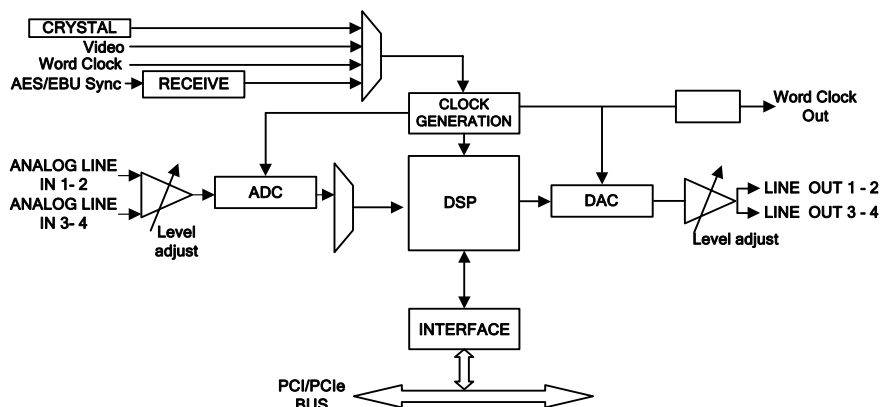 CRYSTAL
Video
Word Clock
AES/EBU Sync
RECEIVE
CLOCK
GENERATION
Word Clock
Out
ANALOG LINE
IN 1- 2
ANALOG LINE
IN 3- 4
Level
adjust
ADC
DSP
DAC
Level adjust
LINE OUT 1 - 2
LINE OUT 3 - 4
INTERFACE
PCI/PCIe
BUS